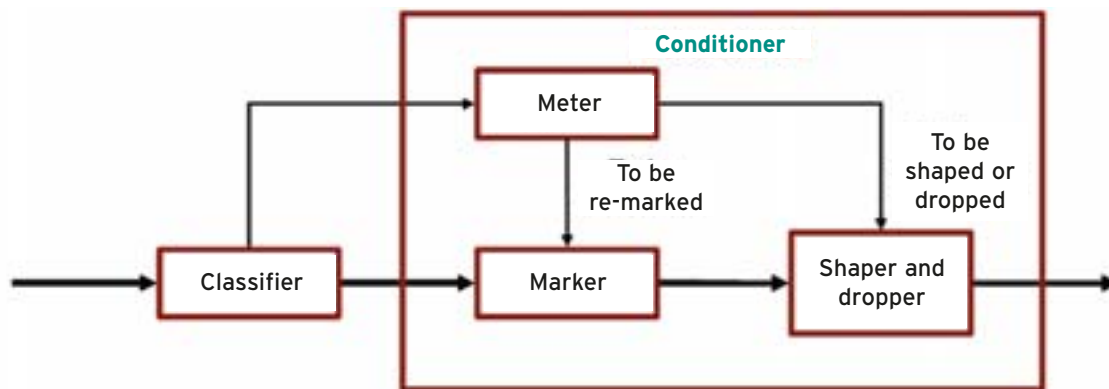 Conditioner
Meter
To be
re-marked
To be
shaped or
dropped
Classifier
Marker
Shaper and
dropper